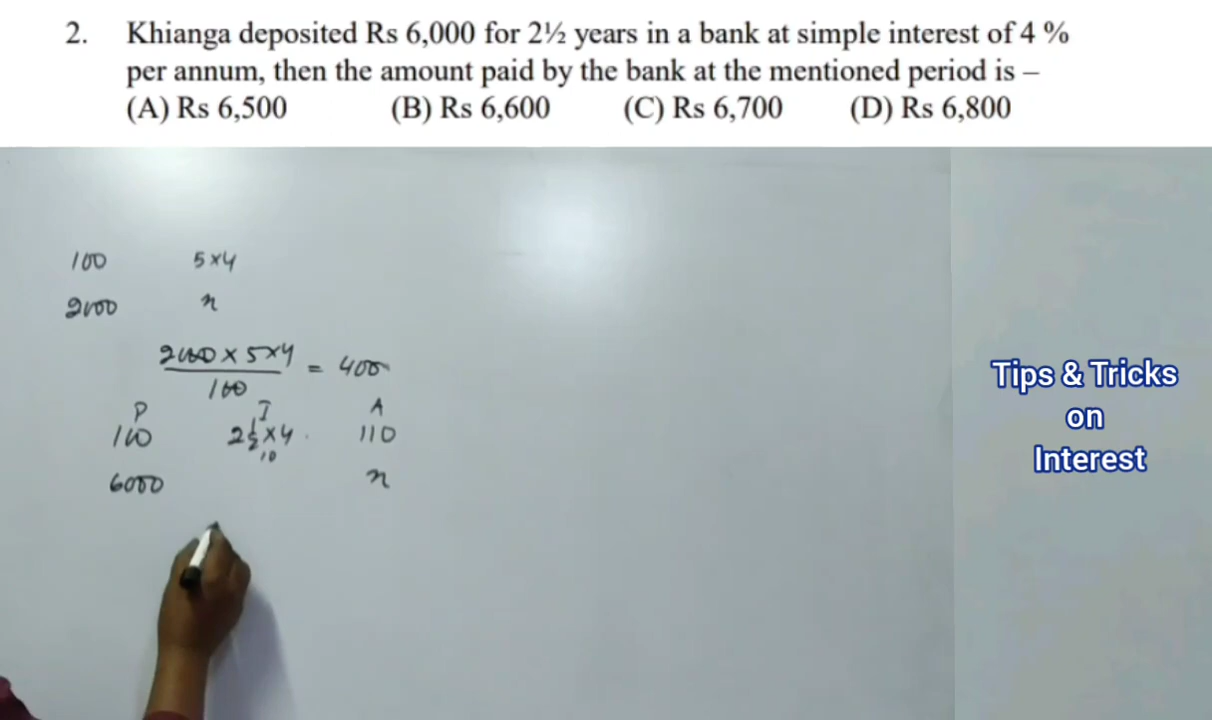 2. Khianga deposited Rs 6,000 for 2½ years in a bank at simple interest of 4 %
per annum, then the amount paid by the bank at the mentioned period is –
(A) Rs 6,500 (B) Rs 6,600 (C) Rs 6,700 (D) Rs 6,800
100 5×4
2000 x
2000 × 5×4 = 400
100
P I A
100 2½×4 110
10
6000 x
Tips & Tricks
on
Interest